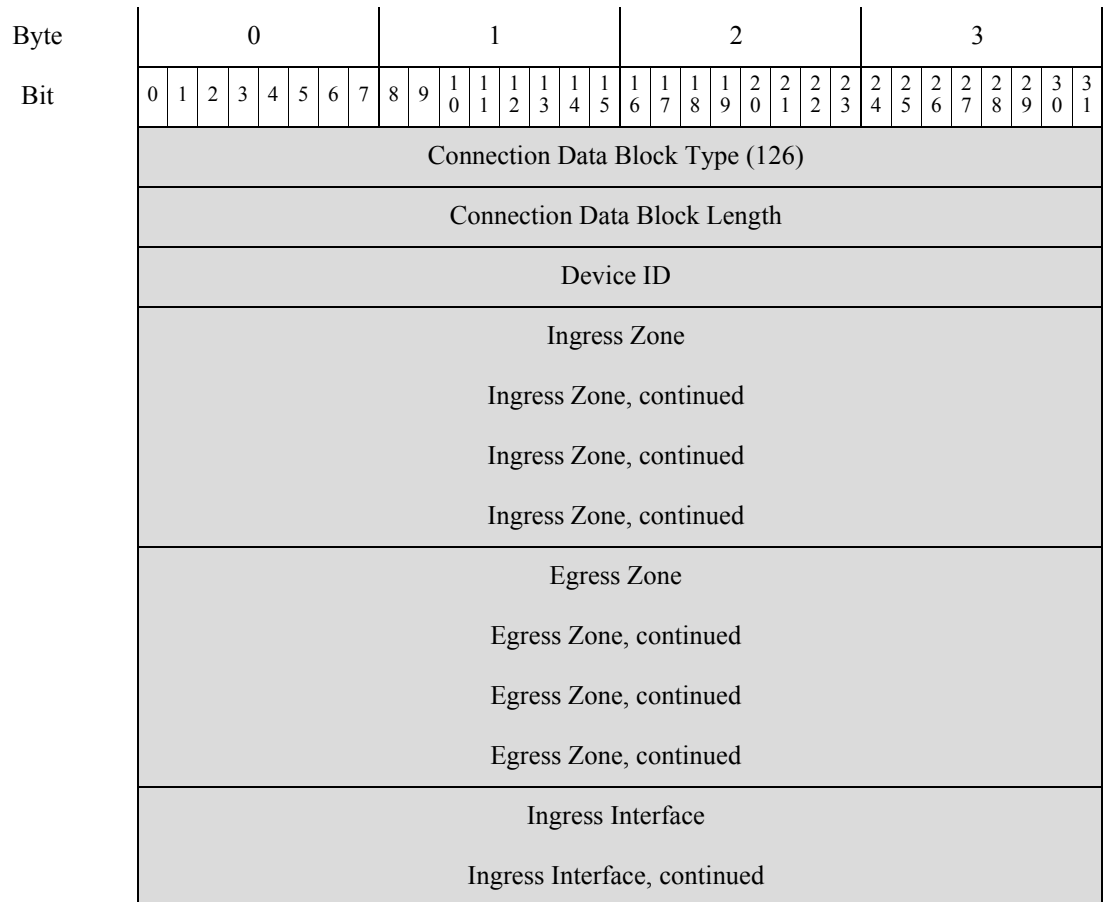 Byte 0 1 2 3
Bit 0 1 2 3 4 5 6 7 8 9 10 11 12 13 14 15 16 17 18 19 20 21 22 23 24 25 26 27 28 29 30 31
Connection Data Block Type (126)
Connection Data Block Length
Device ID
Ingress Zone
Ingress Zone, continued
Ingress Zone, continued
Ingress Zone, continued
Egress Zone
Egress Zone, continued
Egress Zone, continued
Egress Zone, continued
Ingress Interface
Ingress Interface, continued